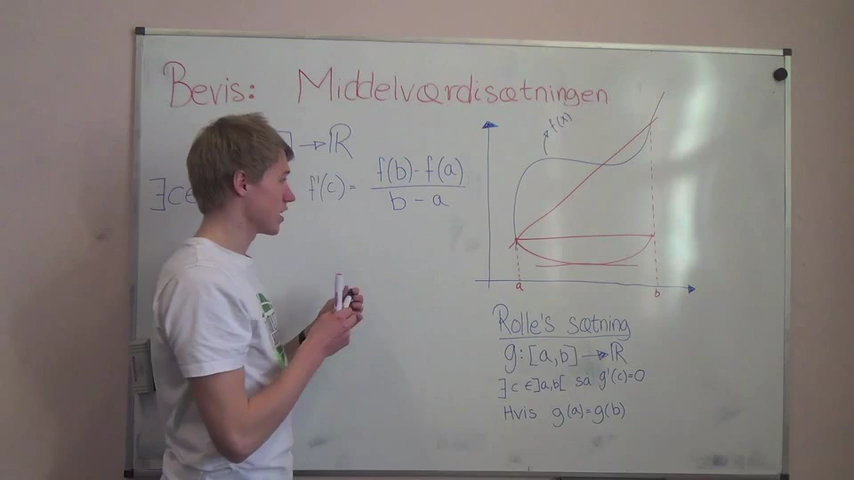 Bevis: Middelværdisætningen
] → ℝ
∃c∈ f'(c) = f(b) - f(a)
b - a
f(x)
a
b
Rolle's sætning
g: [a,b] → ℝ
∃c ∈]a,b[ så g'(c)=0
Hvis g(a)=g(b)